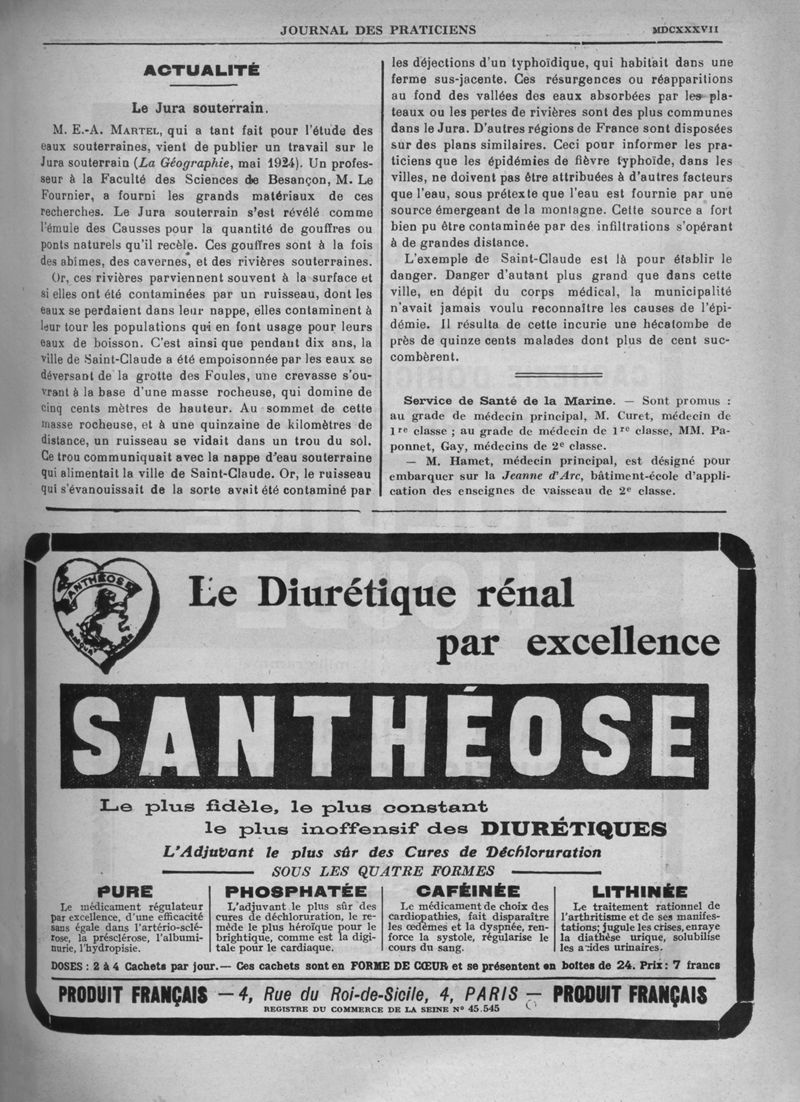 JOURNAL DES PRATICIENS
MDCXXXVII
ACTUALITÉ
Le Jura souterrain.
M. E.-A. MARTEL, qui a tant fait pour l'étude des
eaux souterraines, vient de publier un travail sur le
Jura souterrain (La Géographie, mai 1924). Un profes-
seur à la Faculté des Sciences de Besançon, M. Le
Fournier, a fourni les grands matériaux de ces
recherches. Le Jura souterrain s'est révélé comme
l'émule des Causses pour la quantité de gouffres ou
ponts naturels qu'il recèle. Ces gouffres sont à la fois
des abimes, des cavernes, et des rivières souterraines.
Or, ces rivières parviennent souvent à la surface et
si elles ont été contaminées par un ruisseau, dont les
eaux se perdaient dans leur nappe, elles contaminent à
leur tour les populations qui en font usage pour leurs
eaux de boisson. C'est ainsi que pendant dix ans, la
ville de Saint-Claude a été empoisonnée par les eaux se
déversant de la grotte des Foules, une crevasse s'ou-
vrant à la base d'une masse rocheuse, qui domine de
cinq cents mètres de hauteur. Au sommet de cette
masse rocheuse, et à une quinzaine de kilomètres de
distance, un ruisseau se vidait dans un trou du sol.
Ce trou communiquait avec la nappe d'eau souterraine
qui alimentait la ville de Saint-Claude. Or, le ruisseau
qui s'évanouissait de la sorte avait été contaminé par
les déjections d'un typhoïdique, qui habitait dans une
ferme sus-jacente. Ces résurgences ou réapparitions
au fond des vallées des eaux absorbées par les pla-
teaux ou les pertes de rivières sont des plus communes
dans le Jura. D'autres régions de France sont disposées
sur des plans similaires. Ceci pour informer les pra-
ticiens que les épidémies de fièvre typhoïde, dans les
villes, ne doivent pas être attribuées à d'autres facteurs
que l'eau, sous prétexte que l'eau est fournie par une
source émergeant de la montagne. Cette source a fort
bien pu être contaminée par des infiltrations s'opérant
à de grandes distance.
L'exemple de Saint-Claude est là pour établir le
danger. Danger d'autant plus grand que dans cette
ville, en dépit du corps médical, la municipalité
n'avait jamais voulu reconnaître les causes de l'épi-
démie. Il résulta de cette incurie une hécatombe de
près de quinze cents malades dont plus de cent suc-
combèrent.
Service de Santé de la Marine. — Sont promus :
au grade de médecin principal, M. Curet, médecin de
1re classe ; au grade de médecin de 1re classe, MM. Pa-
ponnet, Gay, médecins de 2e classe.
— M. Hamet, médecin principal, est désigné pour
embarquer sur la Jeanne d'Arc, bâtiment-école d'appli-
cation des enseignes de vaisseau de 2e classe.
SANTHÉOSE
Le Diurétique rénal
par excellence
SANTHÉOSE
Le plus fidèle, le plus constant
le plus inoffensif des DIURÉTIQUES
L'Adjuvant le plus sûr des Cures de Déchloruration
SOUS LES QUATRE FORMES
PURE
Le médicament régulateur
par excellence, d'une efficacité
sans égale dans l'artério-sclé-
rose, la présclérose, l'albumi-
nurie, l'hydropisie.
PHOSPHATÉE
L'adjuvant le plus sûr des
cures de déchloruration, le re-
mède le plus héroïque pour le
brightique, comme est la digi-
tale pour le cardiaque.
CAFÉINÉE
Le médicament de choix des
cardiopathies, fait disparaître
les œdèmes et la dyspnée, ren-
force la systole, régularise le
cours du sang.
LITHINÉE
Le traitement rationnel de
l'arthritisme et de ses manifes-
tations; jugule les crises, enraye
la diathèse urique, solubilise
les acides urinaires.
DOSES : 2 à 4 Cachets par jour.— Ces cachets sont en FORME DE CŒUR et se présentent en boîtes de 24. Prix : 7 francs
PRODUIT FRANÇAIS — 4, Rue du Roi-de-Sicile, 4, PARIS — PRODUIT FRANÇAIS
REGISTRE DU COMMERCE DE LA SEINE No 45.545